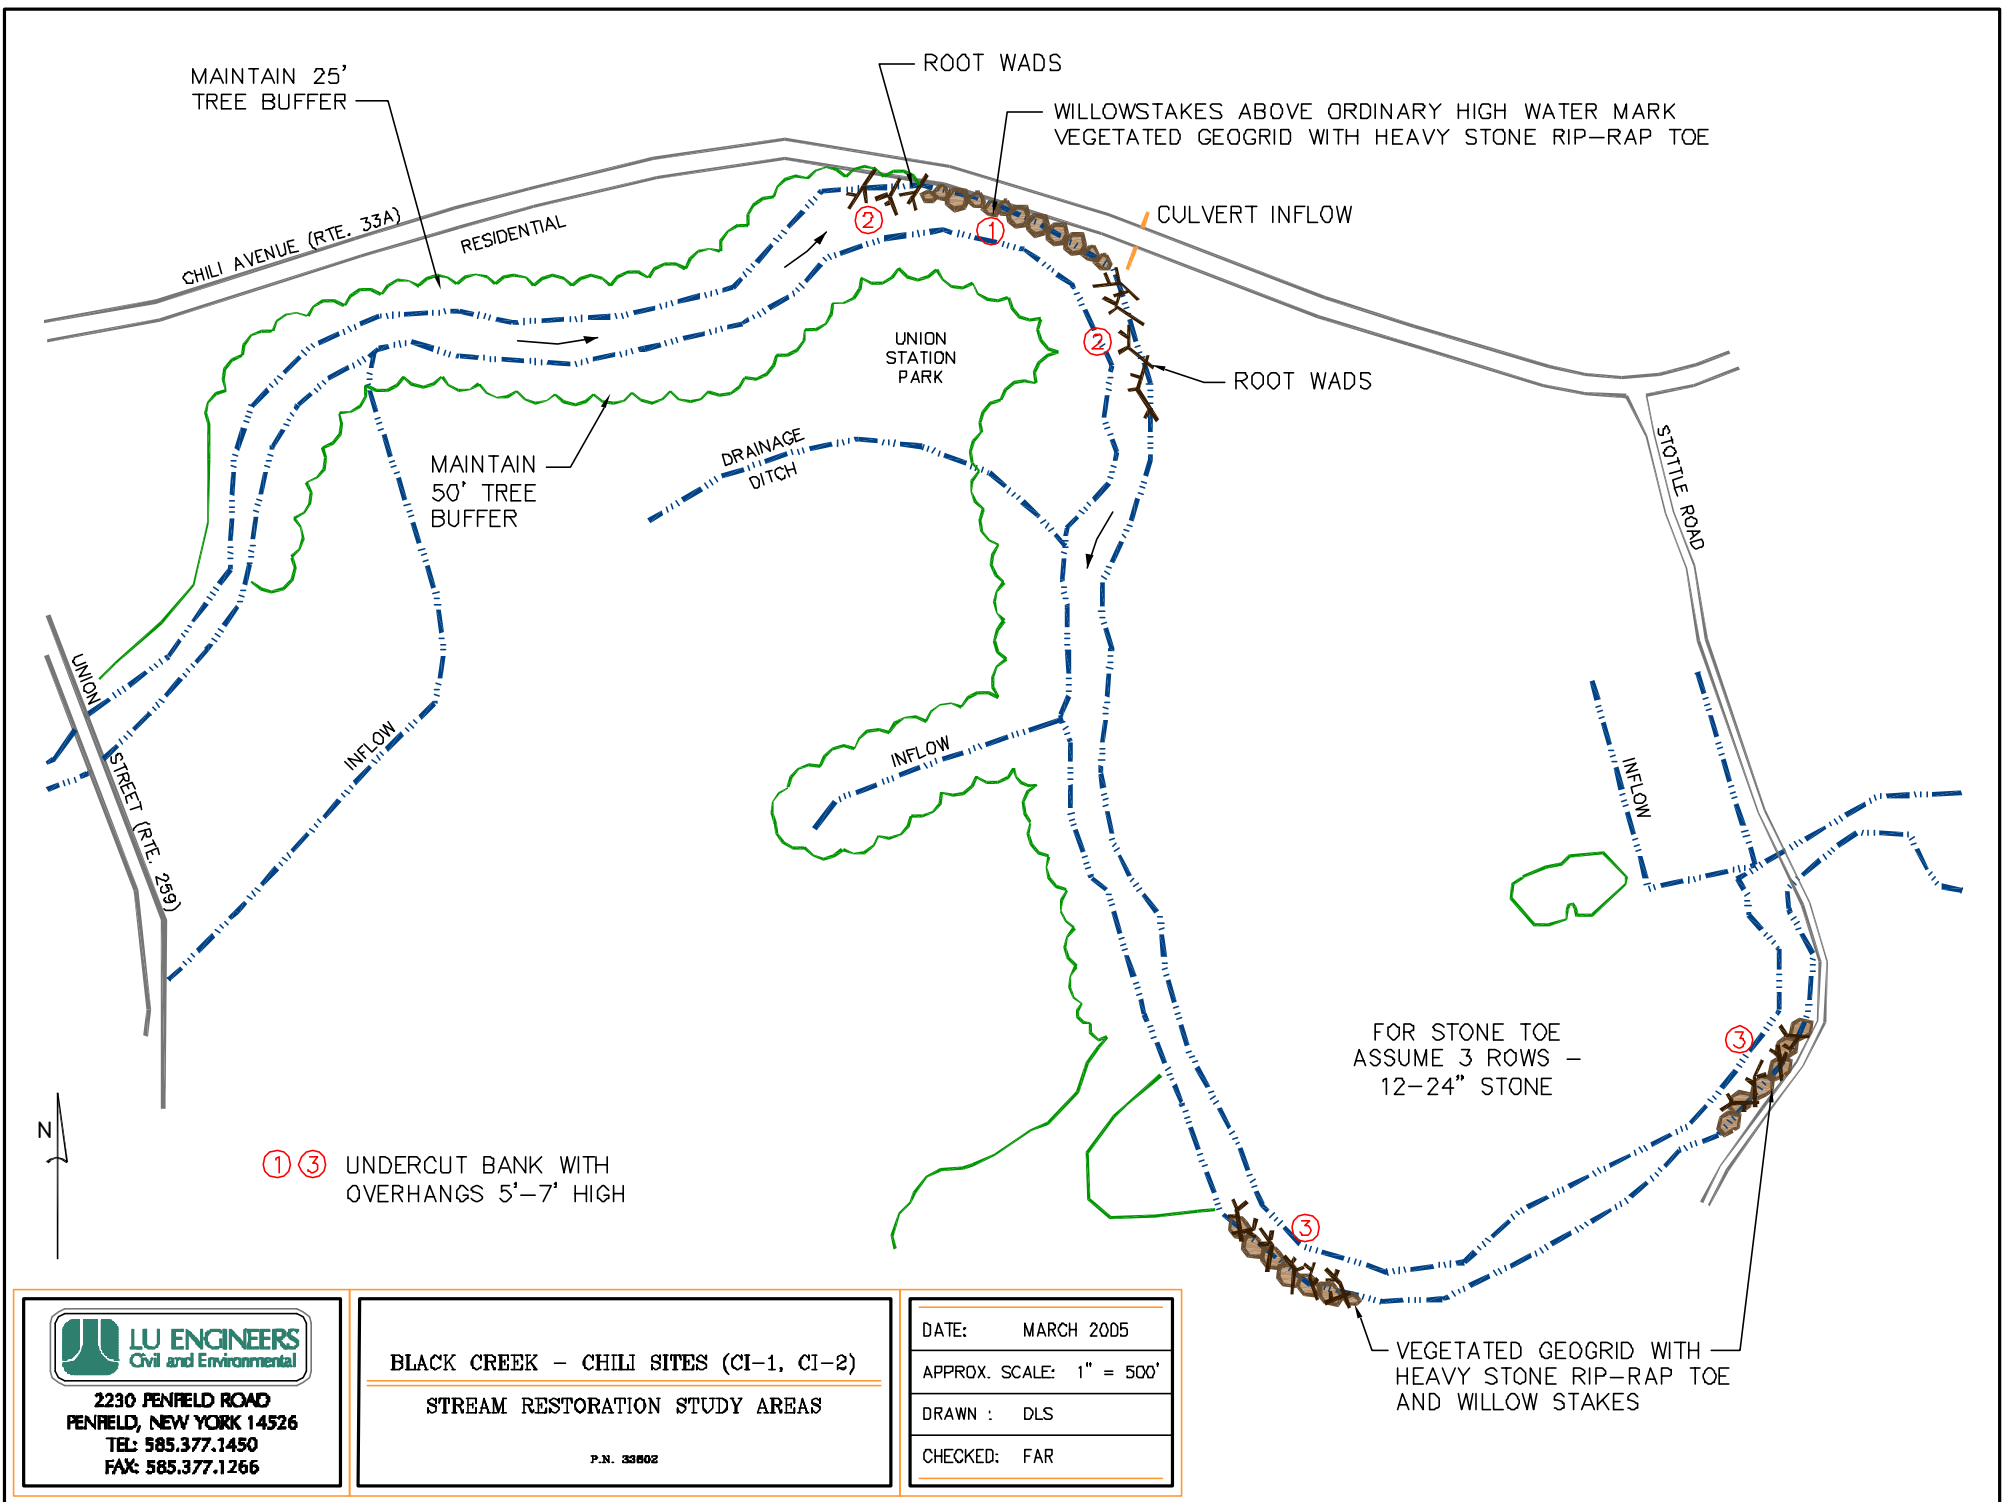 MAINTAIN 25'
TREE BUFFER
ROOT WADS
WILLOWSTAKES ABOVE ORDINARY HIGH WATER MARK
VEGETATED GEOGRID WITH HEAVY STONE RIP-RAP TOE
CHILI AVENUE (RTE. 33A)
RESIDENTIAL
2
1
CULVERT INFLOW
UNION
STATION
PARK
2
ROOT WADS
MAINTAIN
50' TREE
BUFFER
DRAINAGE
DITCH
STOTTLE ROAD
UNION
STREET (RTE. 259)
INFLOW
INFLOW
INFLOW
FOR STONE TOE
ASSUME 3 ROWS -
12-24" STONE
3
N
1 3 UNDERCUT BANK WITH
OVERHANGS 5'-7' HIGH
3
VEGETATED GEOGRID WITH
HEAVY STONE RIP-RAP TOE
AND WILLOW STAKES
LU ENGINEERS
Civil and Environmental
2230 PENFIELD ROAD
PENFIELD, NEW YORK 14526
TEL: 585.377.1450
FAX: 585.377.1266
BLACK CREEK - CHILI SITES (CI-1, CI-2)
STREAM RESTORATION STUDY AREAS
P.N. 33602
DATE: MARCH 2005
APPROX. SCALE: 1" = 500'
DRAWN : DLS
CHECKED: FAR